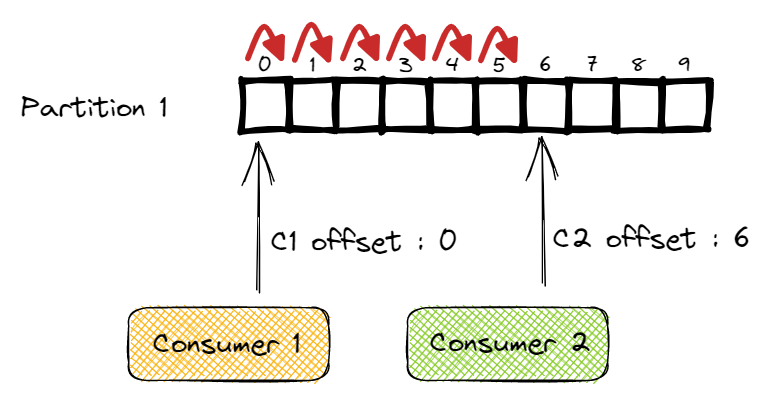 0 1 2 3 4 5 6 7 8 9
Partition 1
C1 offset : 0
C2 offset : 6
Consumer 1
Consumer 2